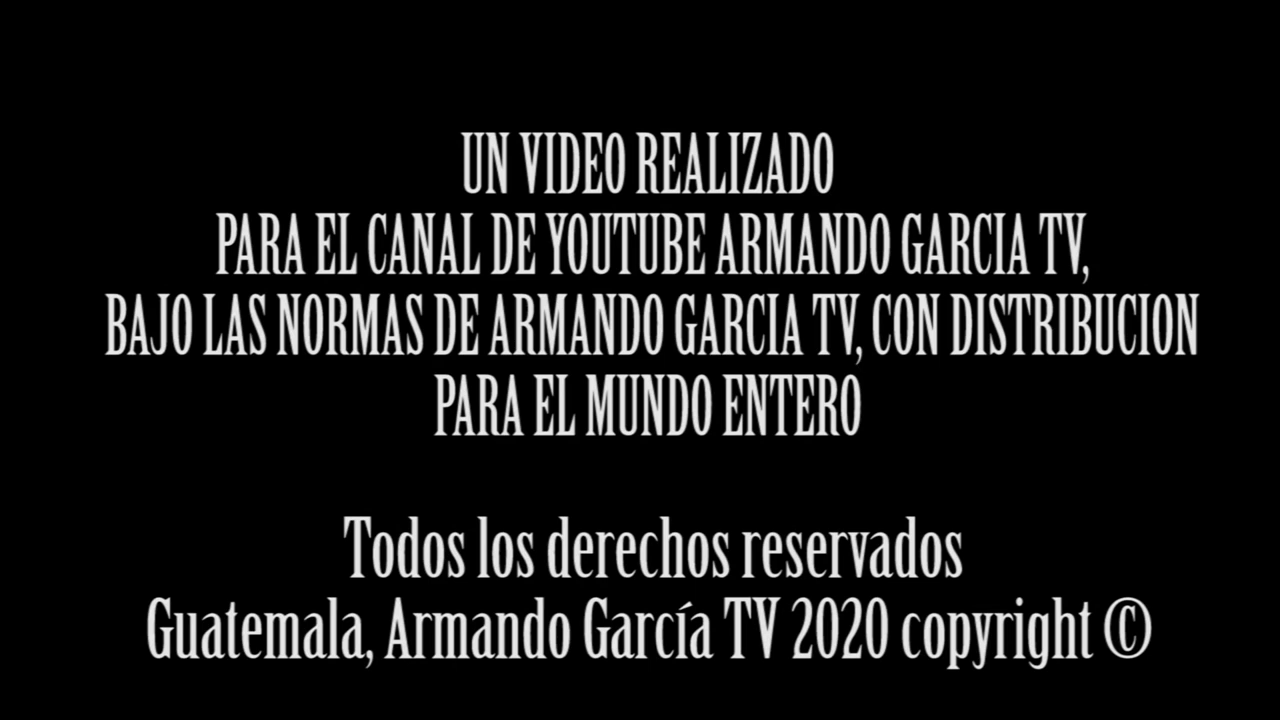 UN VIDEO REALIZADO
PARA EL CANAL DE YOUTUBE ARMANDO GARCIA TV,
BAJO LAS NORMAS DE ARMANDO GARCIA TV, CON DISTRIBUCION
PARA EL MUNDO ENTERO
Todos los derechos reservados
Guatemala, Armando García TV 2020 copyright ©